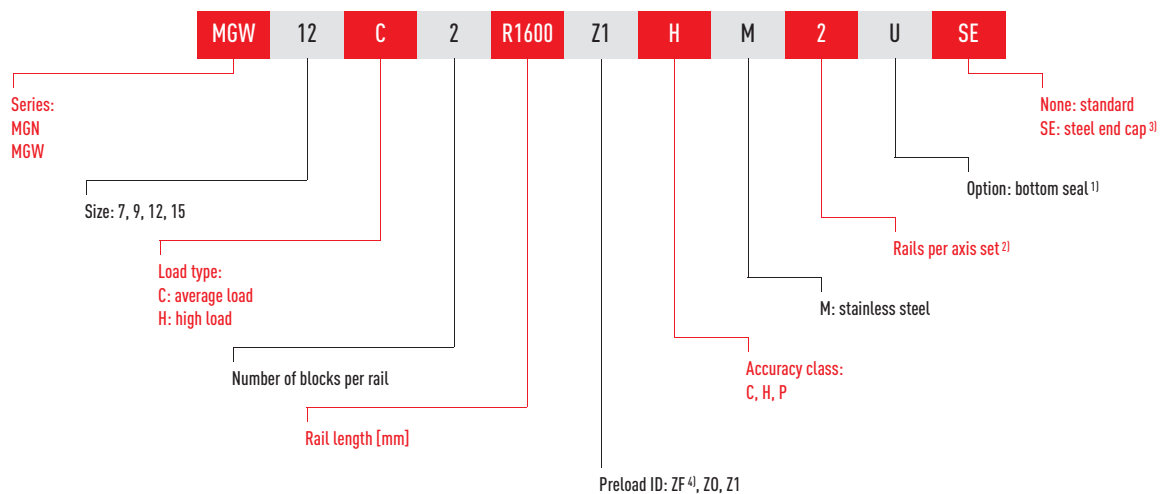 MGW 12 C 2 R1600 Z1 H M 2 U SE
Series:
MGN
MGW
None: standard
SE: steel end cap 3)
Option: bottom seal 1)
Size: 7, 9, 12, 15
Rails per axis set 2)
Load type:
C: average load
H: high load
M: stainless steel
Number of blocks per rail
Accuracy class:
C, H, P
Rail length [mm]
Preload ID: ZF 4), Z0, Z1